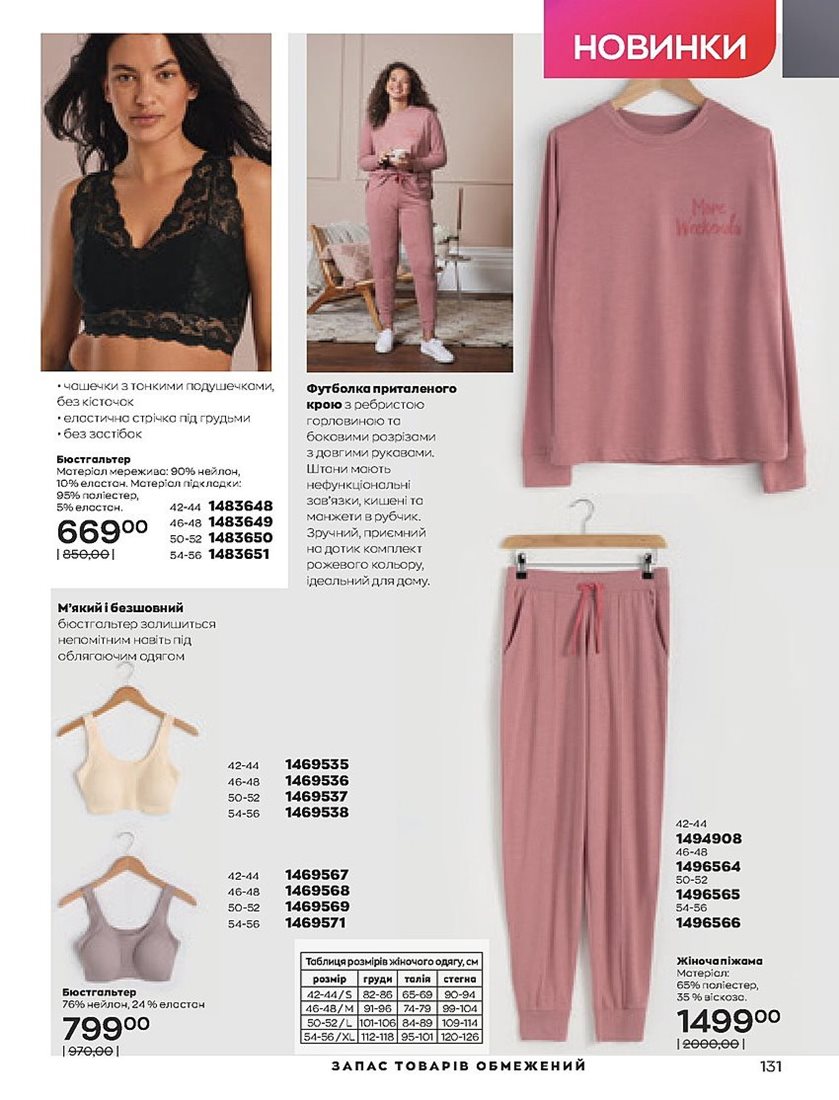 НОВИНКИ
More
Weekends
• чашечки з тонкими подушечками,
без кісточок
• еластична стрічка під грудьми
• без застібок
Бюстгальтер
Матеріал мережива: 90% нейлон,
10% еластан. Матеріал підкладки:
95% поліестер,
5% еластан.
669⁰⁰
|850,00|
42-44 1483648
46-48 1483649
50-52 1483650
54-56 1483651
Футболка приталеного
крою з ребристою
горловиною та
боковими розрізами
з довгими рукавами.
Штани мають
нефункціональні
зав’язки, кишені та
манжети в рубчик.
Зручний, приємний
на дотик комплект
рожевого кольору,
ідеальний для дому.
М’який і безшовний
бюстгальтер залишиться
непомітним навіть під
облягаючим одягом
42-44 1469535
46-48 1469536
50-52 1469537
54-56 1469538
42-44 1469567
46-48 1469568
50-52 1469569
54-56 1469571
Бюстгальтер
76% нейлон, 24 % еластан
799⁰⁰
|970,00|
Таблиця розмірів жіночого одягу, см
розмір груди талія стегна
42-44/S 82-86 65-69 90-94
46-48/M 91-96 74-79 99-104
50-52/L 101-106 84-89 109-114
54-56/XL 112-118 95-101 120-126
42-44
1494908
46-48
1496564
50-52
1496565
54-56
1496566
Жіноча піжама
Матеріал:
65% поліестер,
35 % віскоза.
1499⁰⁰
|2000,00|
ЗАПАС ТОВАРІВ ОБМЕЖЕНИЙ
131